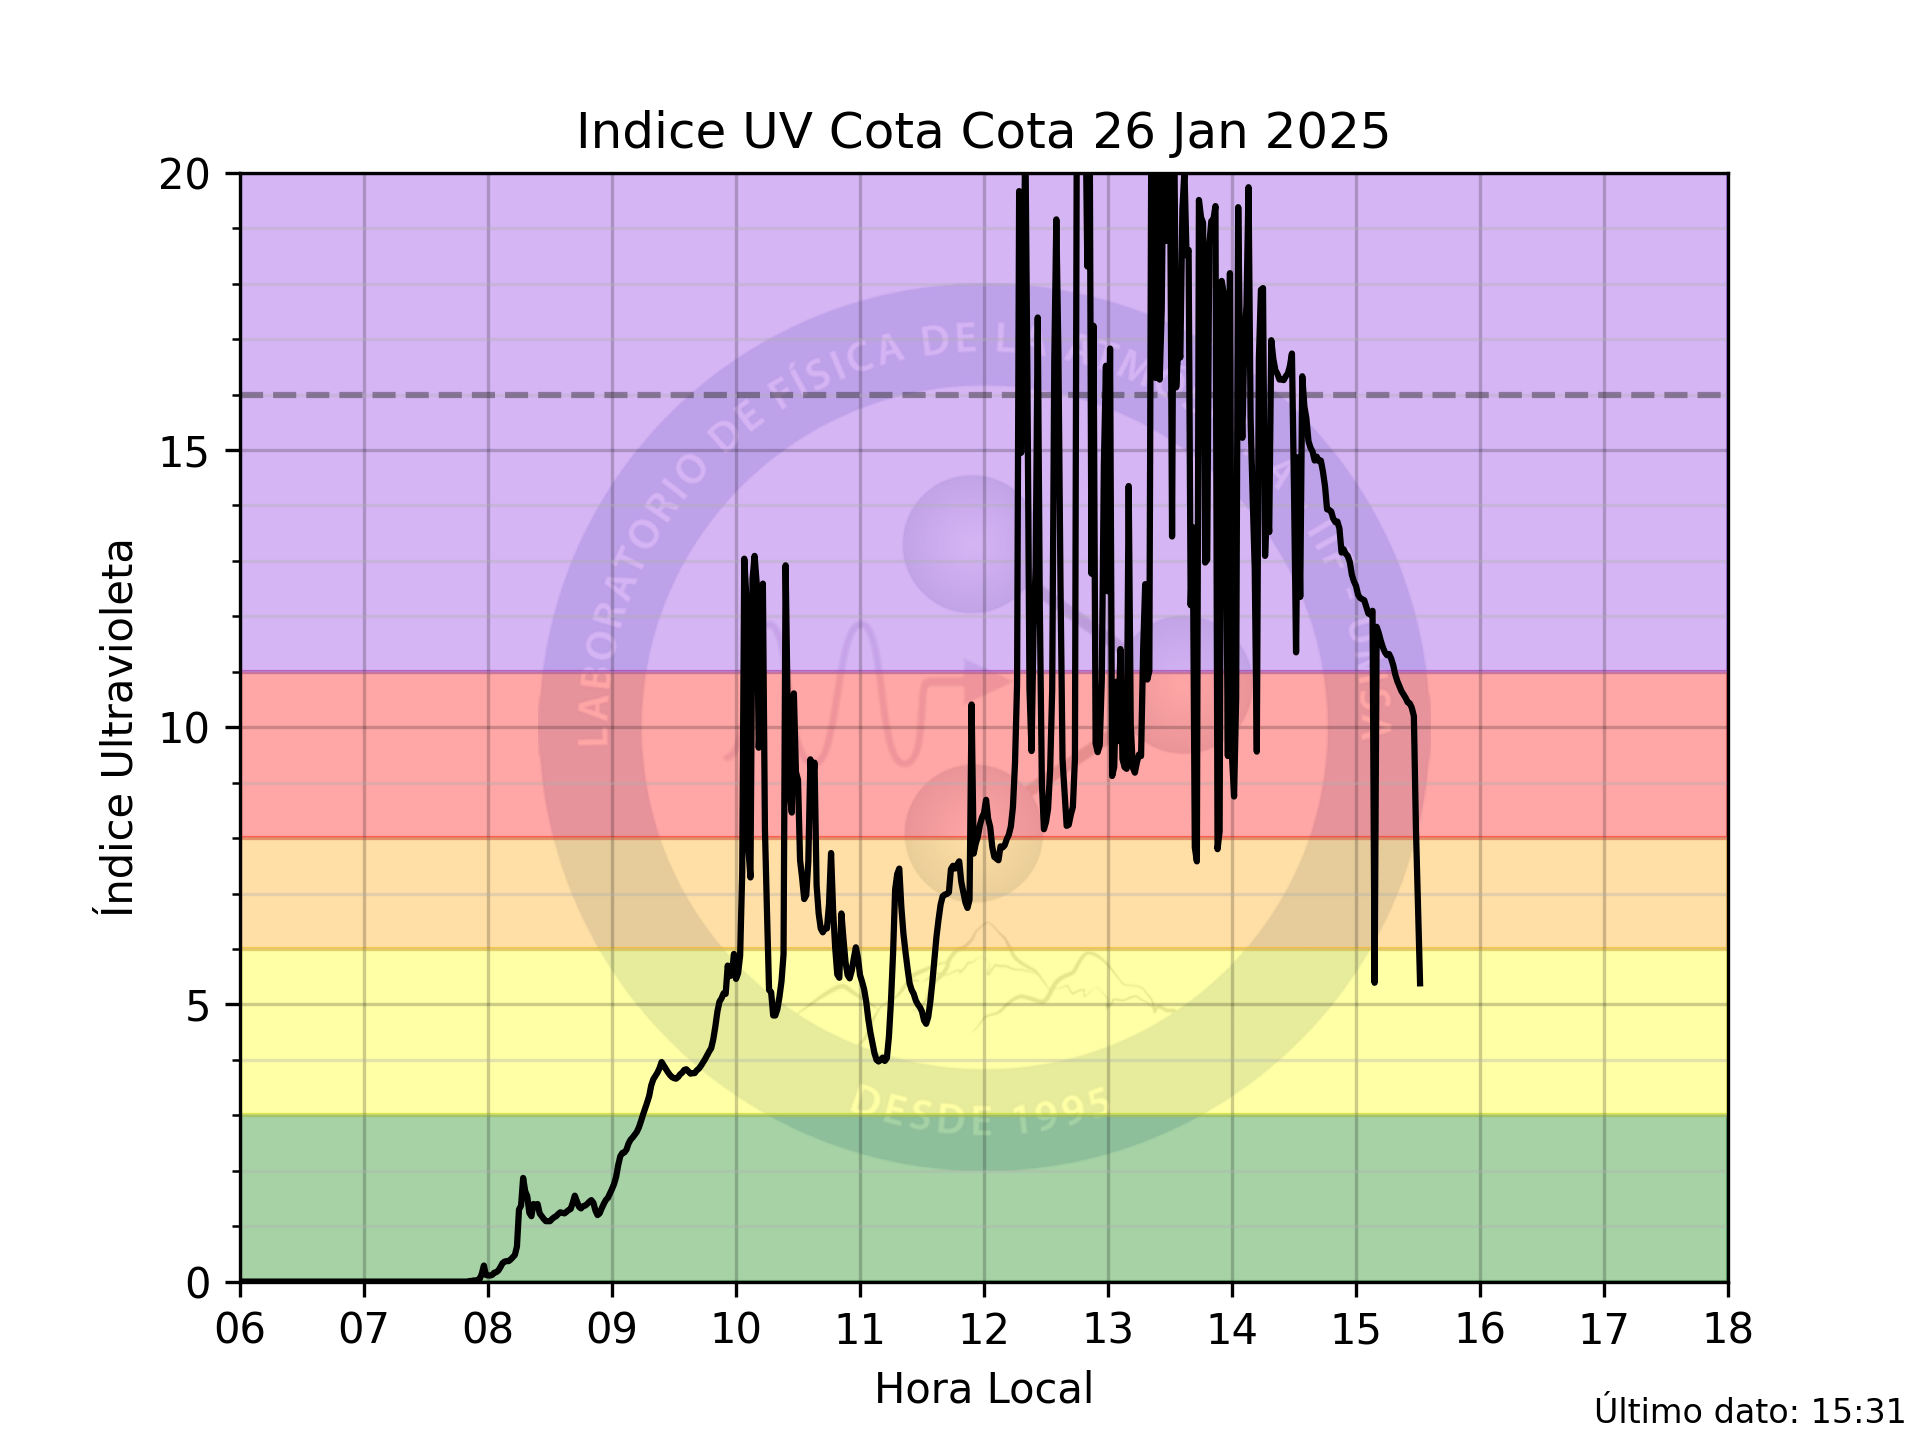 Indice UV Cota Cota 26 Jan 2025
20
15
10
5
0
Índice Ultravioleta
LABORATORIO DE FÍSICA DE LA
DESDE 1995
06 07 08 09 10 11 12 13 14 15 16 17 18
Hora Local
Último dato: 15:31